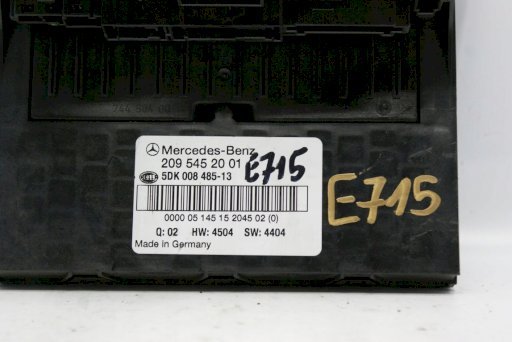 Mercedes-Benz
209 545 20 01
E715
HELLA
5DK 008 485-13
0000 05 145 15 2045 02 (0)
Q: 02 HW: 4504 SW: 4404
Made in Germany
E715